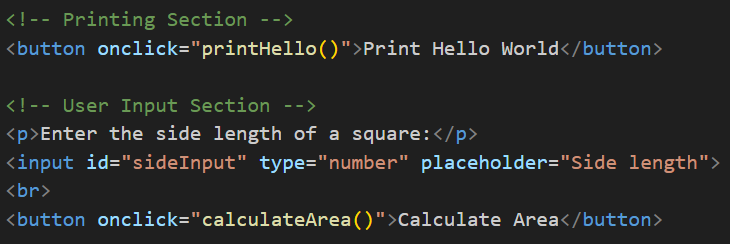 <!-- Printing Section -->
<button onclick="printHello()">Print Hello World</button>
<!-- User Input Section -->
<p>Enter the side length of a square:</p>
<input id="sideInput" type="number" placeholder="Side length">
<br>
<button onclick="calculateArea()">Calculate Area</button>